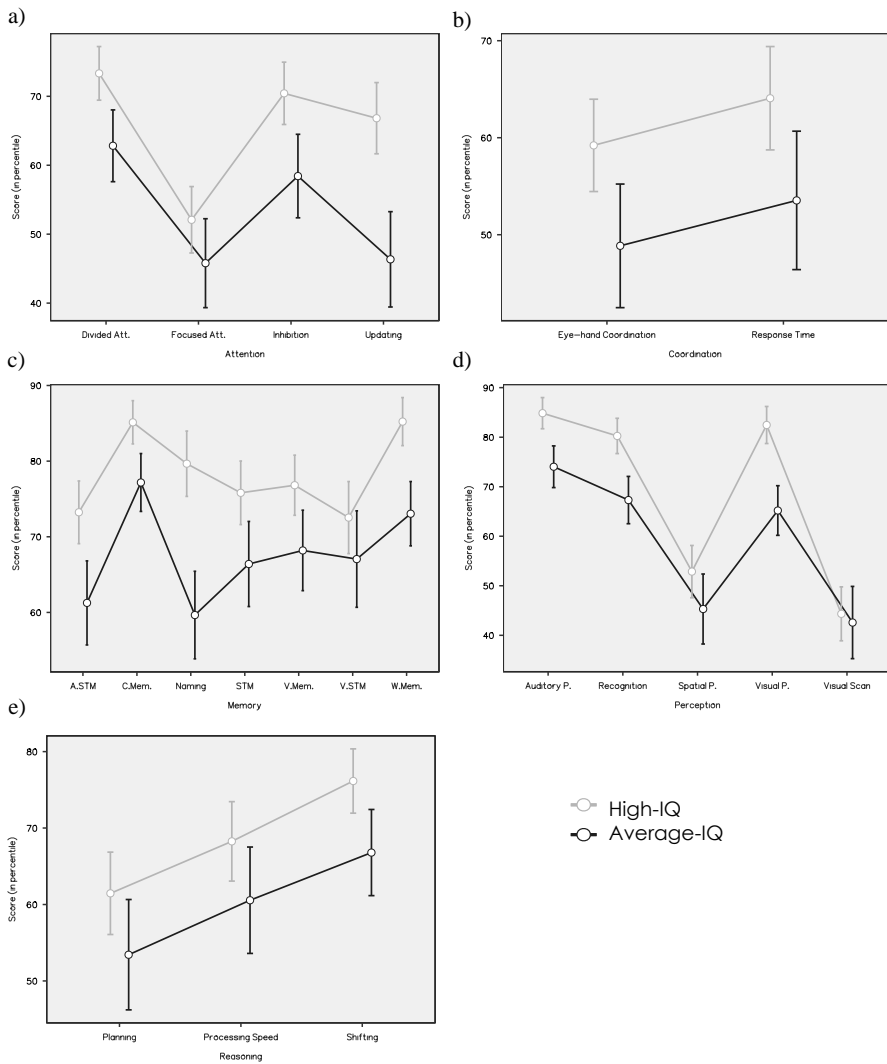 a)
70
60
50
40
Score (in percentile)
Divided Att. Focused Att. Inhibition Updating
Attention
b)
70
60
50
Score (in percentile)
Eye-hand Coordination Response Time
Coordination
c)
90
80
70
60
Score (in percentile)
A.STM C.Mem. Naming STM V.Mem. V.STM W.Mem.
Memory
d)
90
80
70
60
50
40
Score (in percentile)
Auditory P. Recognition Spatial P. Visual P. Visual Scan
Perception
e)
80
70
60
50
Score (in percentile)
Planning Processing Speed Shifting
Reasoning
High-IQ
Average-IQ